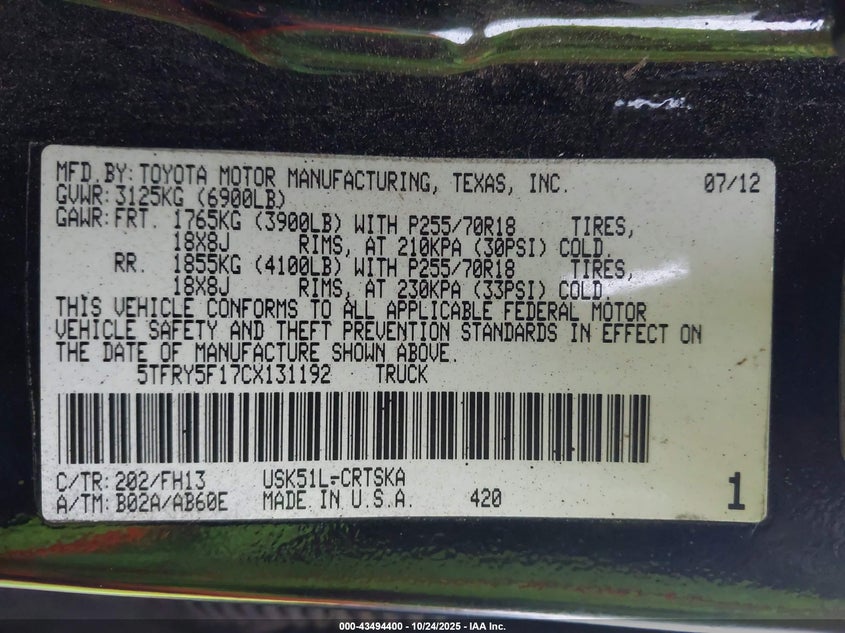 MFD.BY: TOYOTA MOTOR MANUFACTURING, TEXAS, INC. 07/12
GVWR: 3125KG (6900LB)
GAWR: FRT. 1765KG (3900LB) WITH P255/70R18 TIRES,
18X8J RIMS, AT 210KPA (30PSI) COLD.
RR. 1855KG (4100LB) WITH P255/70R18 TIRES,
18X8J RIMS, AT 230KPA (33PSI) COLD.
THIS VEHICLE CONFORMS TO ALL APPLICABLE FEDERAL MOTOR
VEHICLE SAFETY AND THEFT PREVENTION STANDARDS IN EFFECT ON
THE DATE OF MANUFACTURE SHOWN ABOVE.
5TFRY5F17CX131192 TRUCK
C/TR: 202/FH13 USK51L-CRTSKA
A/TM: B02A/AB60E MADE IN U.S.A. 420 1
000-43494400 - 10/24/2025 - IAA Inc.